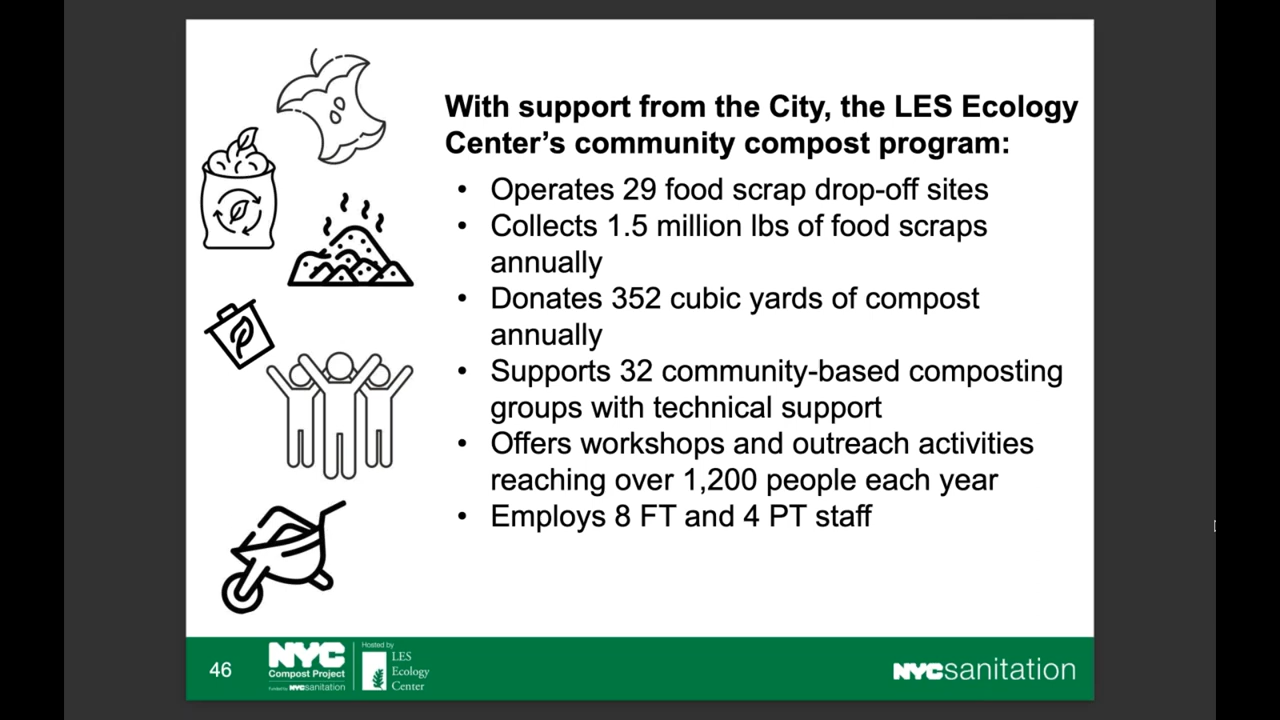 With support from the City, the LES Ecology
Center’s community compost program:
• Operates 29 food scrap drop-off sites
• Collects 1.5 million lbs of food scraps
annually
• Donates 352 cubic yards of compost
annually
• Supports 32 community-based composting
groups with technical support
• Offers workshops and outreach activities
reaching over 1,200 people each year
• Employs 8 FT and 4 PT staff
46
NYC
Compost Project
Funded by NYCsanitation
Hosted by
LES
Ecology
Center
NYCsanitation